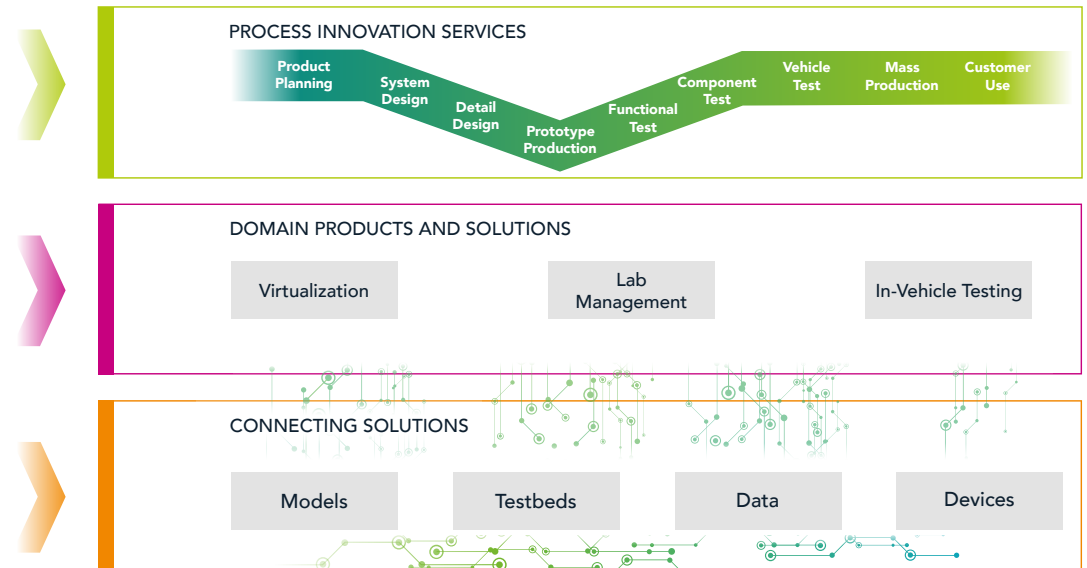 PROCESS INNOVATION SERVICES
Product
Planning
System
Design
Detail
Design
Prototype
Production
Functional
Test
Component
Test
Vehicle
Test
Mass
Production
Customer
Use
DOMAIN PRODUCTS AND SOLUTIONS
Virtualization
Lab
Management
In-Vehicle Testing
CONNECTING SOLUTIONS
Models
Testbeds
Data
Devices